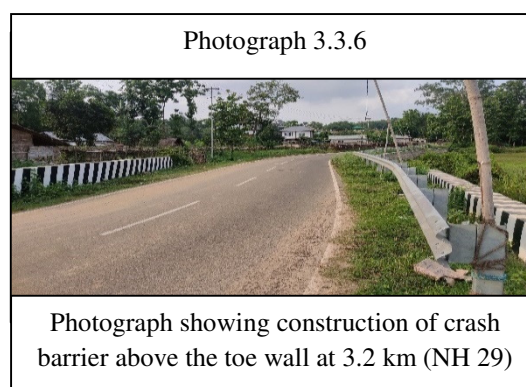 Photograph 3.3.6
Photograph showing construction of crash
barrier above the toe wall at 3.2 km (NH 29)